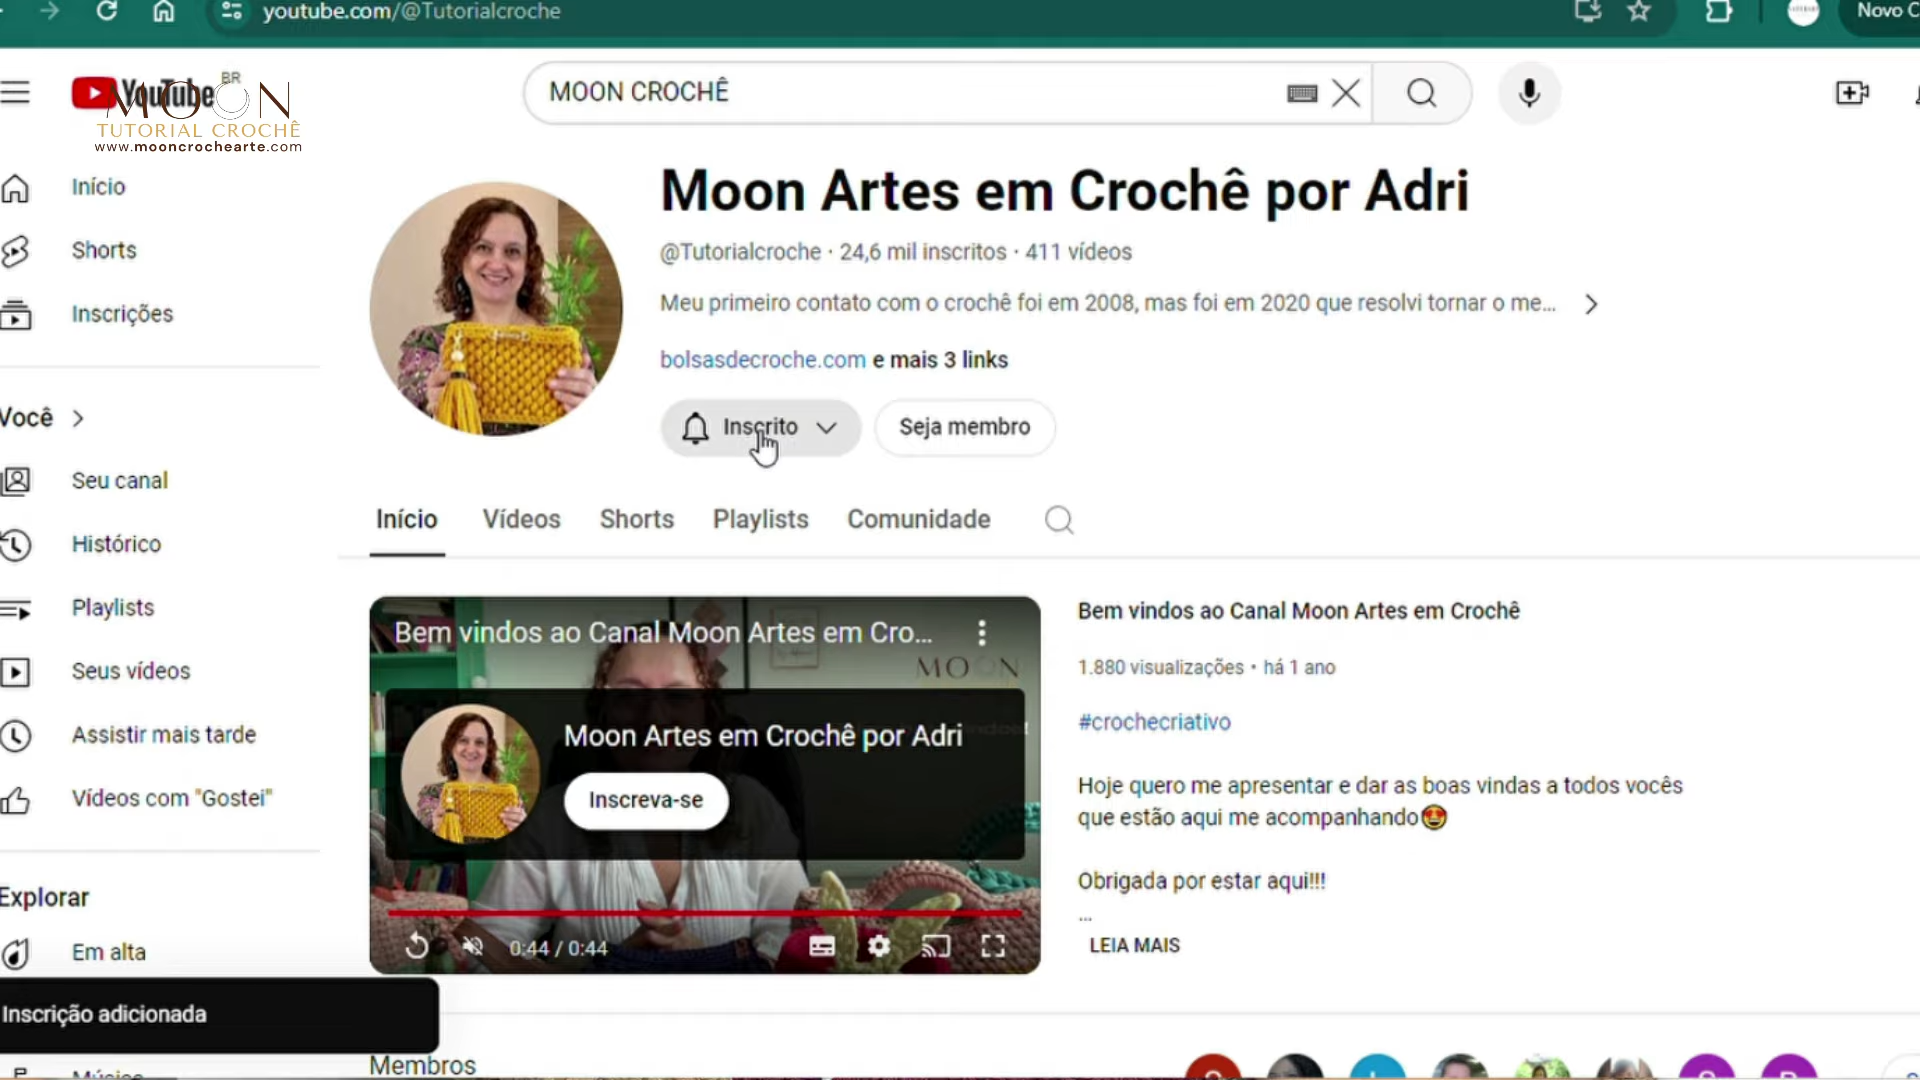 youtube.com/@Tutorialcroche
Novo C
YouTube BR
MOON
TUTORIAL CROCHÊ
www.mooncrochearte.com
MOON CROCHÊ
Início
Shorts
Inscrições
Você
Seu canal
Histórico
Playlists
Seus vídeos
Assistir mais tarde
Vídeos com "Gostei"
Explorar
Em alta
Inscrição adicionada
Moon Artes em Crochê por Adri
@Tutorialcroche · 24,6 mil inscritos · 411 vídeos
Meu primeiro contato com o crochê foi em 2008, mas foi em 2020 que resolvi tornar o me...
bolsasdecroche.com e mais 3 links
Inscrito
Seja membro
Início Vídeos Shorts Playlists Comunidade
Bem vindos ao Canal Moon Artes em Cro...
MOON
Moon Artes em Crochê por Adri
Inscreva-se
0:44 / 0:44
Bem vindos ao Canal Moon Artes em Crochê
1.880 visualizações • há 1 ano
#crochecriativo
Hoje quero me apresentar e dar as boas vindas a todos vocês
que estão aqui me acompanhando🤩
Obrigada por estar aqui!!!
...
LEIA MAIS
Membros